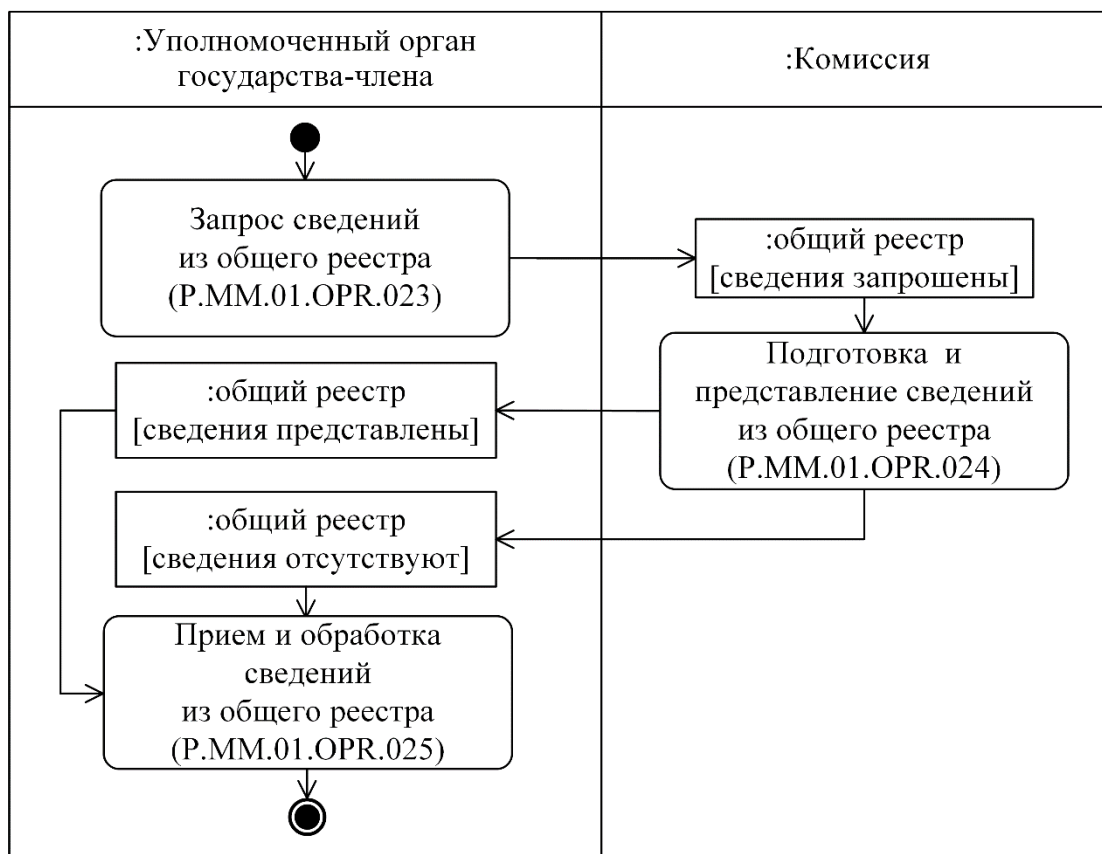 :Уполномоченный орган
государства-члена
:Комиссия
Запрос сведений
из общего реестра
(P.MM.01.OPR.023)
:общий реестр
[сведения запрошены]
Подготовка и
представление сведений
из общего реестра
(P.MM.01.OPR.024)
:общий реестр
[сведения представлены]
:общий реестр
[сведения отсутствуют]
Прием и обработка
сведений
из общего реестра
(P.MM.01.OPR.025)